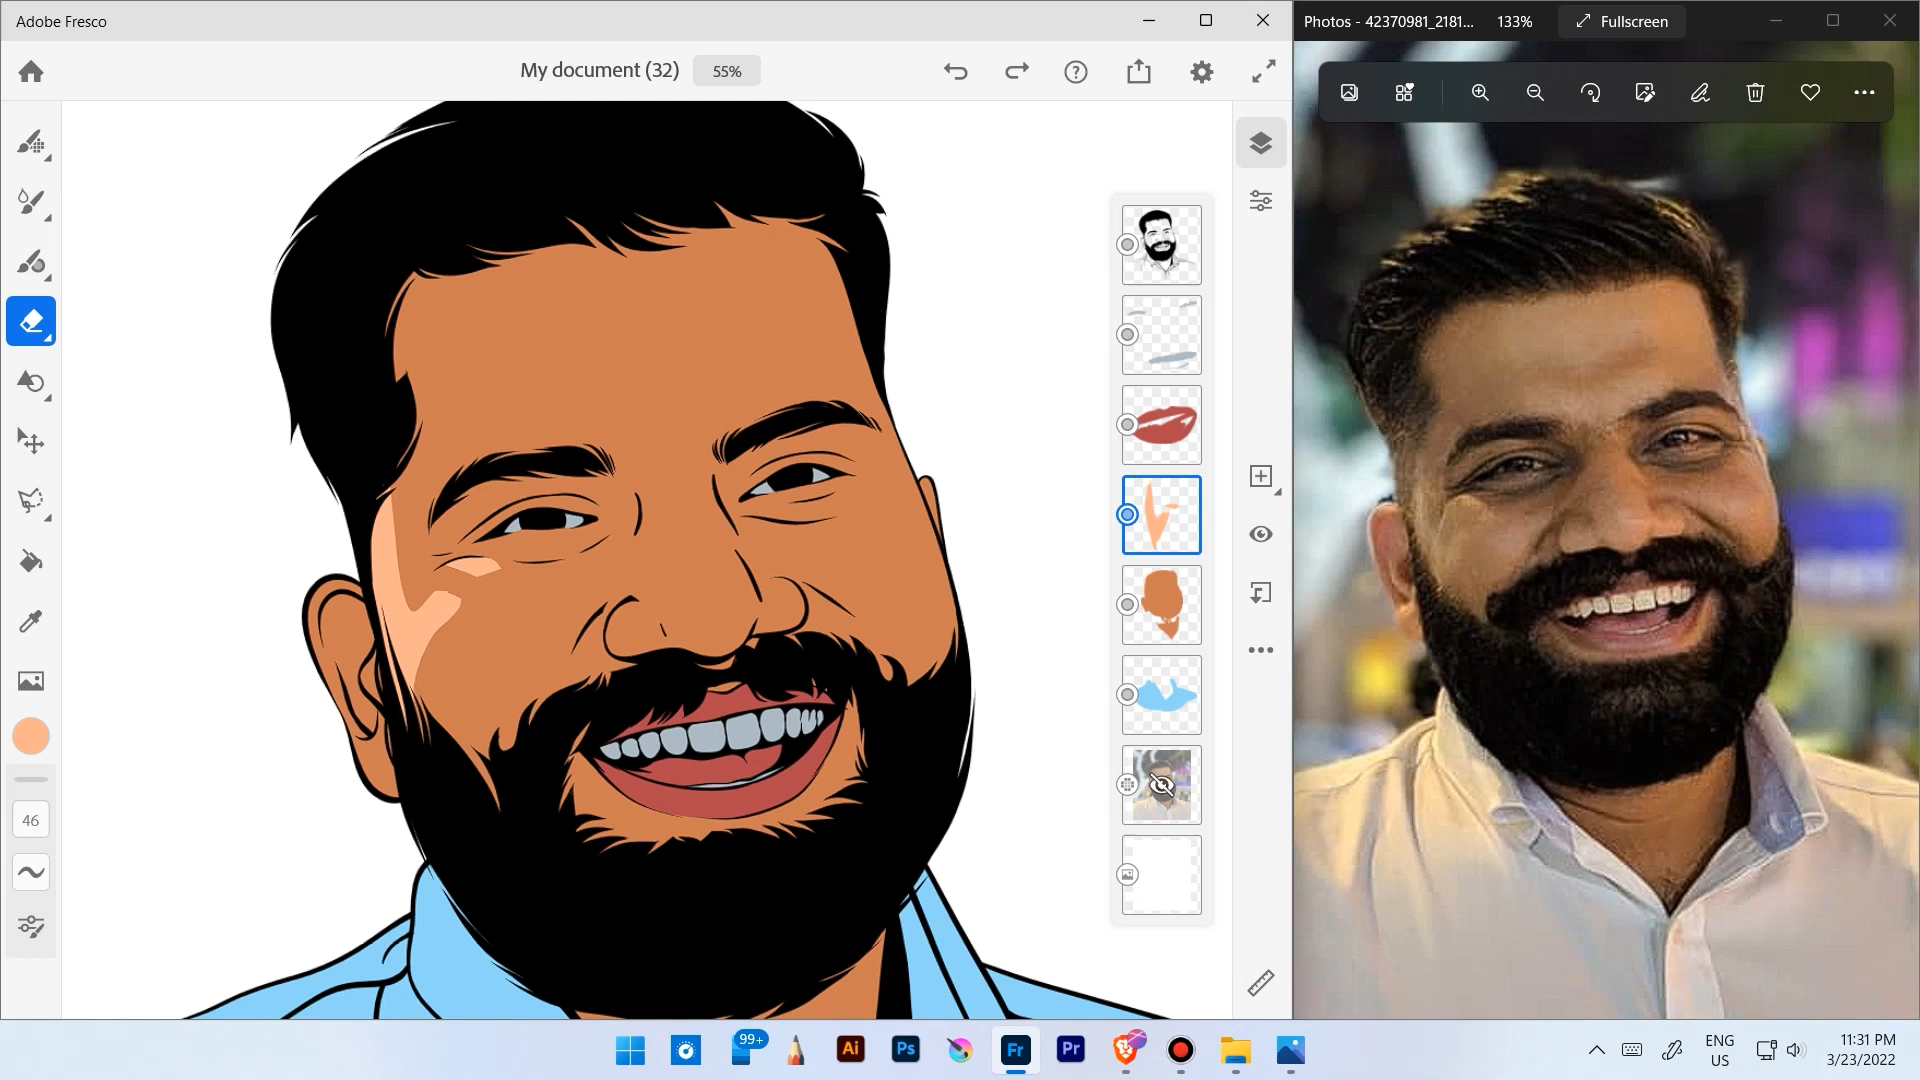 Adobe Fresco
My document (32)
55%
46
Photos - 42370981_2181...
133%
Fullscreen
99+
Ai
Ps
Fr
Pr
ENG
US
11:31 PM
3/23/2022